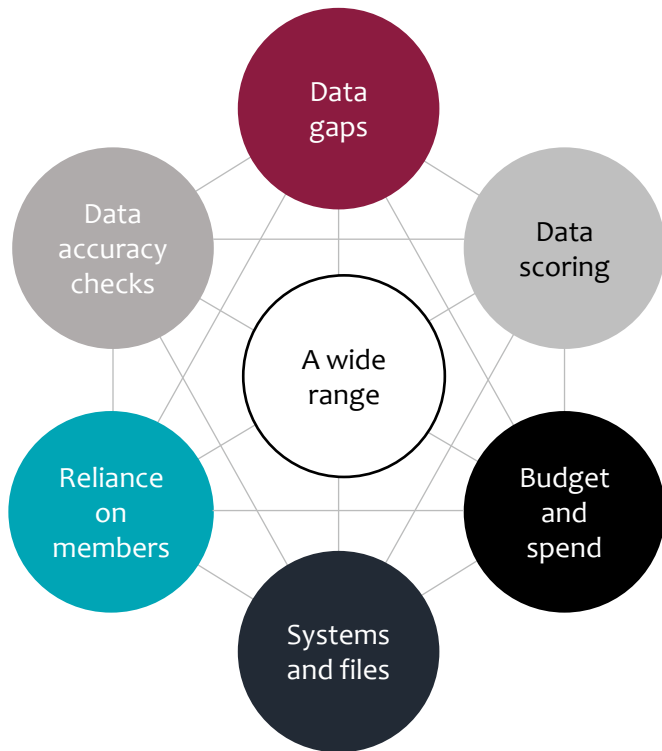 Data
gaps
Data
accuracy
checks
Data
scoring
A wide
range
Reliance
on
members
Budget
and
spend
Systems
and files